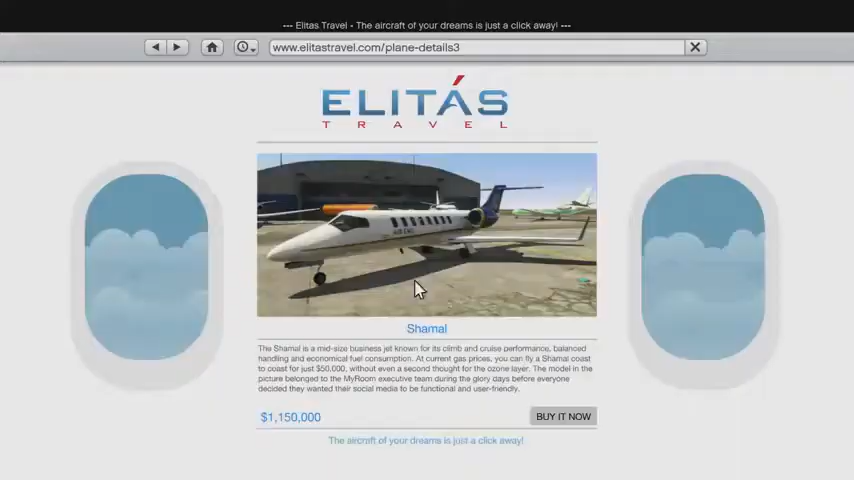 --- Elitas Travel - The aircraft of your dreams is just a click away! ---
www.elitastravel.com/plane-details3
ELITÁS
TRAVEL
Shamal
The Shamal is a mid-size business jet known for its climb and cruise performance, balanced
handling and economical fuel consumption. At current gas prices, you can fly a Shamal coast
to coast for just $50,000, without even a second thought for the ozone layer. The model in the
picture belonged to the MyRoom executive team during the glory days before everyone
decided they wanted their social media to be functional and user-friendly.
$1,150,000
BUY IT NOW
The aircraft of your dreams is just a click away!